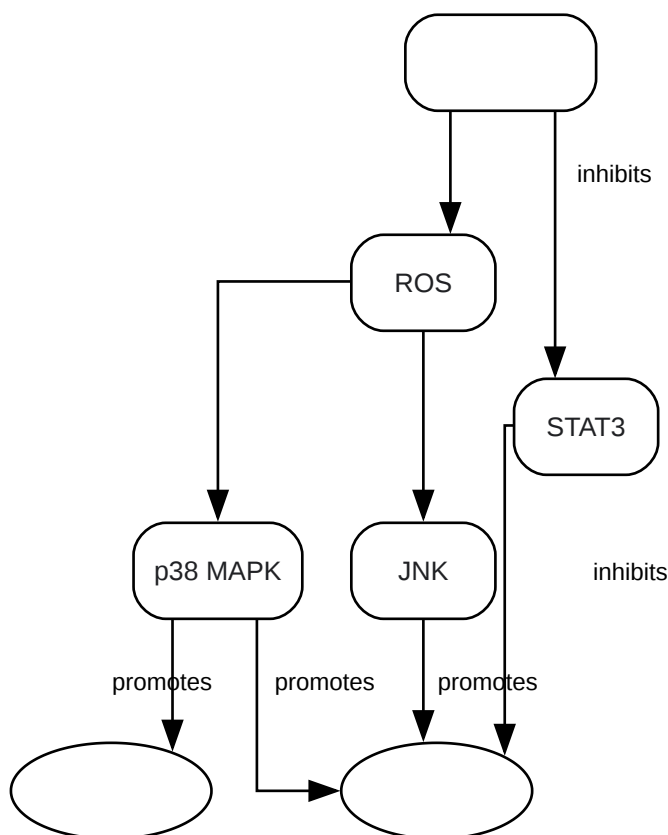 inhibits
ROS
STAT3
p38 MAPK
JNK
inhibits
promotes
promotes
promotes